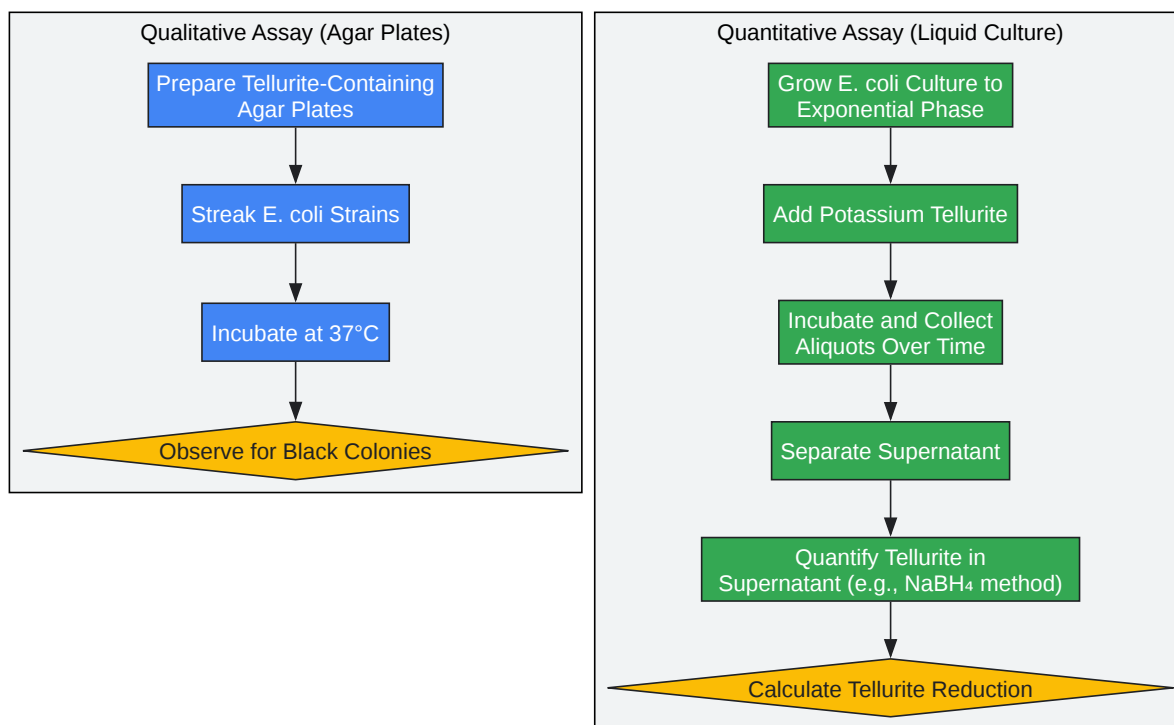 Qualitative Assay (Agar Plates)
Prepare Tellurite-Containing
Agar Plates
Streak E. coli Strains
Incubate at 37°C
Observe for Black Colonies
Quantitative Assay (Liquid Culture)
Grow E. coli Culture to
Exponential Phase
Add Potassium Tellurite
Incubate and Collect
Aliquots Over Time
Separate Supernatant
Quantify Tellurite in
Supernatant (e.g., NaBH₄ method)
Calculate Tellurite Reduction